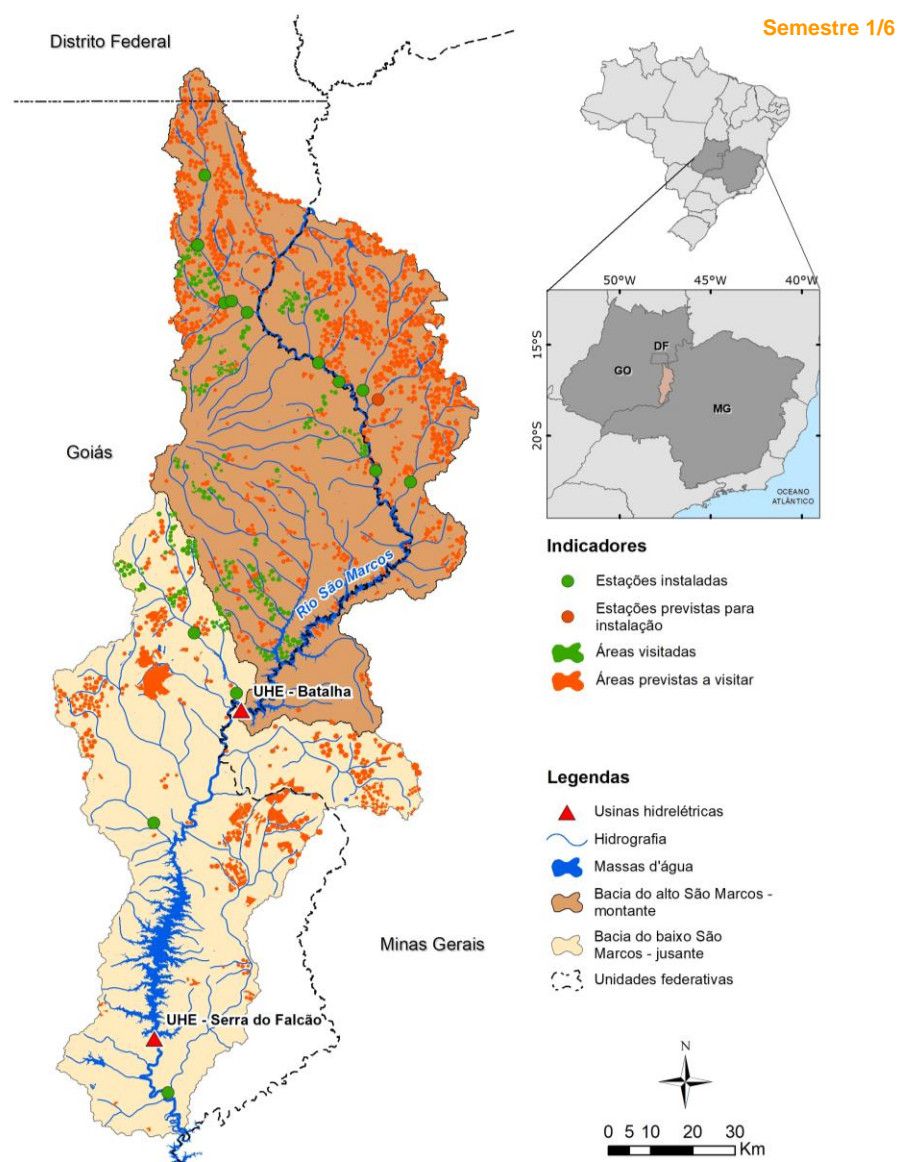 Semestre 1/6
Distrito Federal
Goiás
Rio São Marcos
UHE - Batalha
Minas Gerais
UHE - Serra do Falcão
50°W
45°W
40°W
15°S
20°S
DF
GO
MG
OCEANO
ATLÂNTICO
Indicadores
Estações instaladas
Estações previstas para
instalação
Áreas visitadas
Áreas previstas a visitar
Legendas
Usinas hidrelétricas
Hidrografia
Massas d'água
Bacia do alto São Marcos -
montante
Bacia do baixo São
Marcos - jusante
Unidades federativas
N
0 5 10 20 30
Km